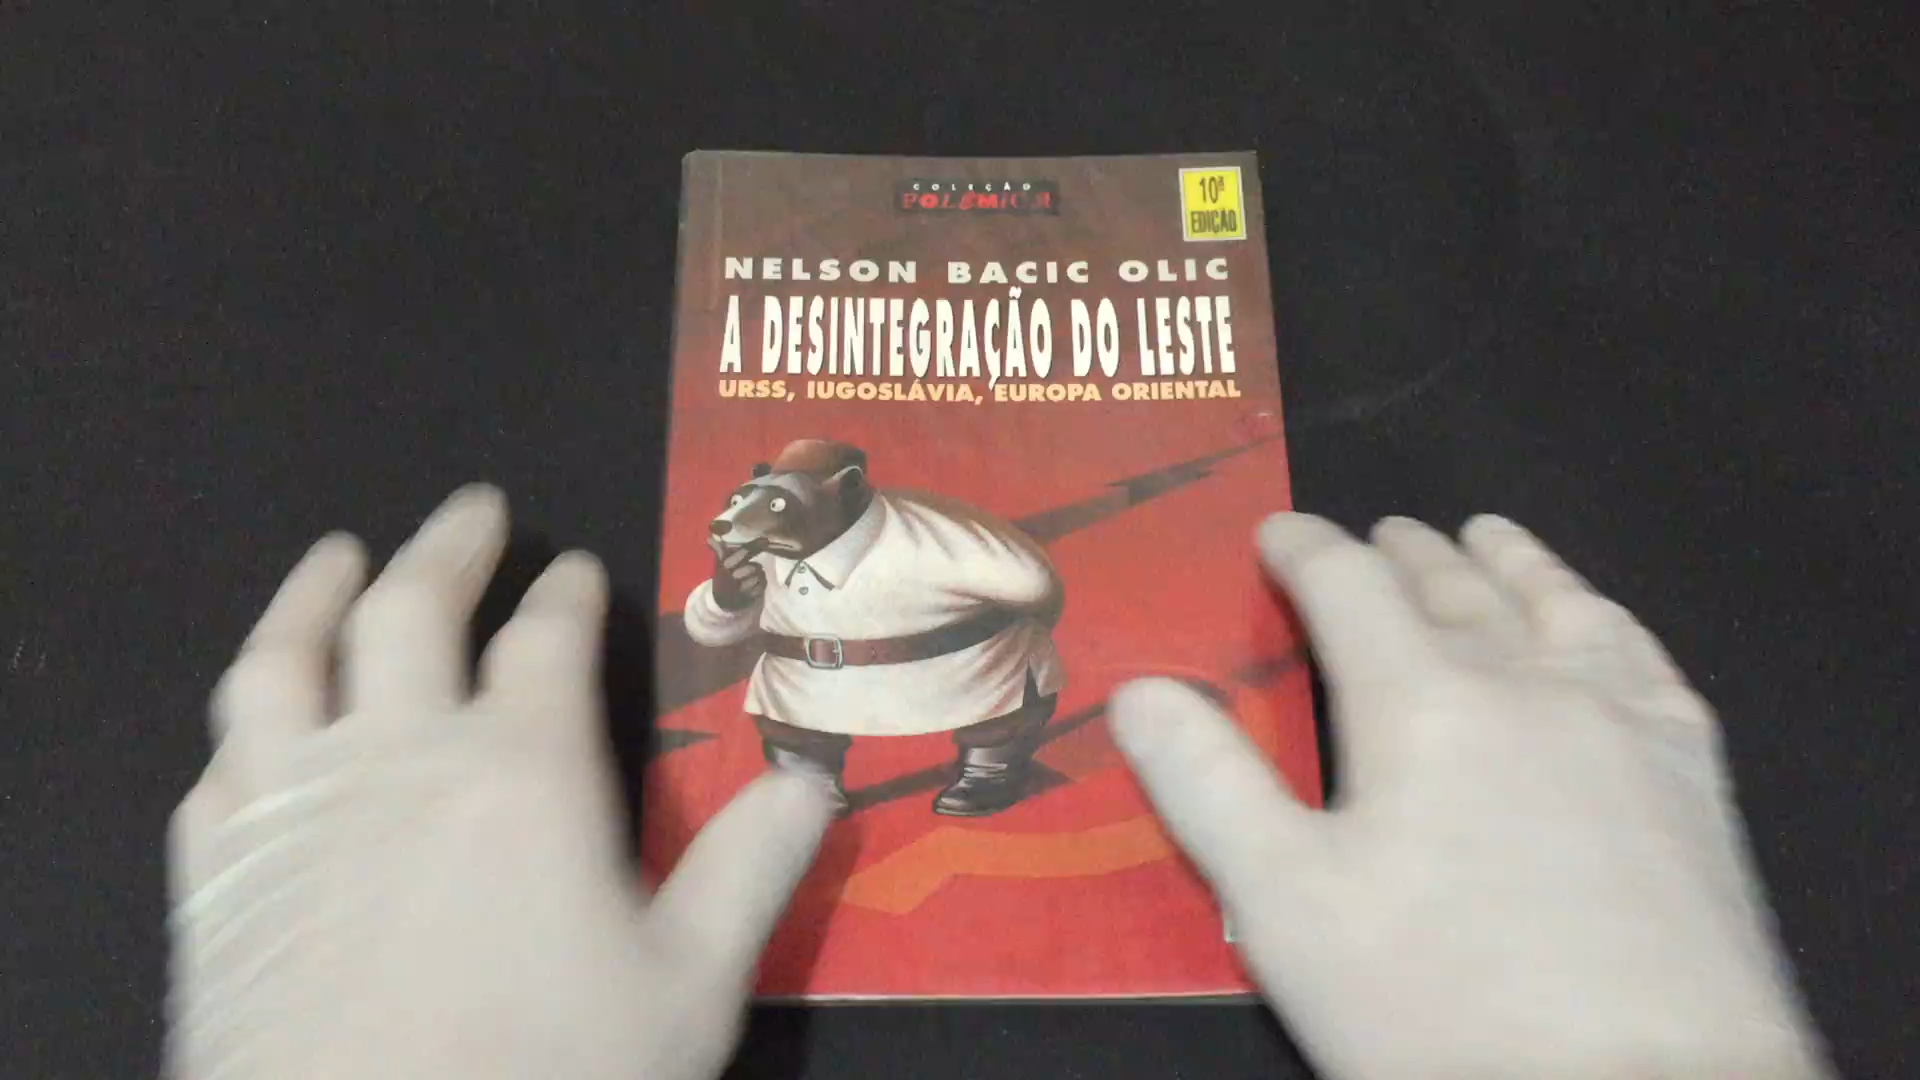 COLEÇÃO
POLÊMICA
10ª
EDIÇÃO
NELSON BACIC OLIC
A DESINTEGRAÇÃO DO LESTE
URSS, IUGOSLÁVIA, EUROPA ORIENTAL